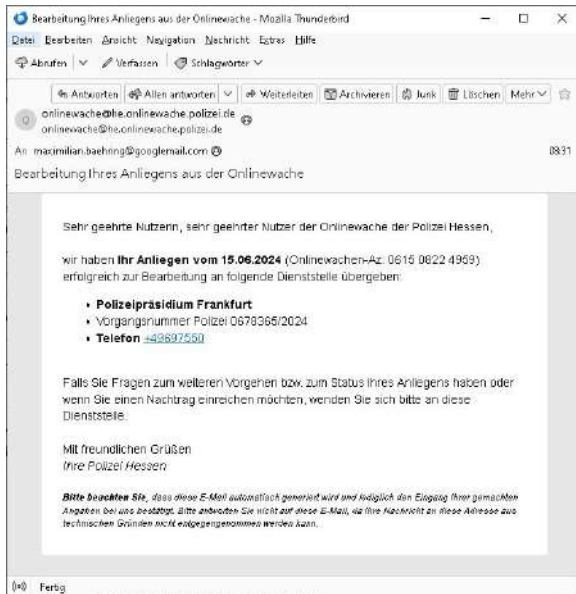 Bearbeitung Ihres Anliegens aus der Onlinewache - Mozilla Thunderbird
Datei Bearbeiten Ansicht Navigation Nachricht Extras Hilfe
Abrufen Verfassen Schlagwörter
Antworten Allen antworten Weiterleiten Archivieren Junk Löschen Mehr
O onlinewache@he.onlinewache.polizei.de
onlinewache@he.onlinewache.polizei.de
An maximilian.baehring@googlemail.com 08:31
Bearbeitung Ihres Anliegens aus der Onlinewache
Sehr geehrte Nutzerin, sehr geehrter Nutzer der Onlinewache der Polizei Hessen,
wir haben Ihr Anliegen vom 15.06.2024 (Onlinewachen-Az: 0615 0822 4959)
erfolgreich zur Bearbeitung an folgende Dienststelle übergeben:
• Polizeipräsidium Frankfurt
• Vorgangsnummer Polizei 0678365/2024
• Telefon +49697550
Falls Sie Fragen zum weiteren Vorgehen bzw. zum Status Ihres Anliegens haben oder
wenn Sie einen Nachtrag einreichen möchten, wenden Sie sich bitte an diese
Dienststelle.
Mit freundlichen Grüßen
Ihre Polizei Hessen
Bitte beachten Sie, dass diese E-Mail automatisch generiert wird und lediglich den Eingang Ihrer gemachten
Angaben bei uns bestätigt. Bitte antworten Sie nicht auf diese E-Mail, da Ihre Nachricht an diese Adresse aus
technischen Gründen nicht entgegengenommen werden kann.
Fertig